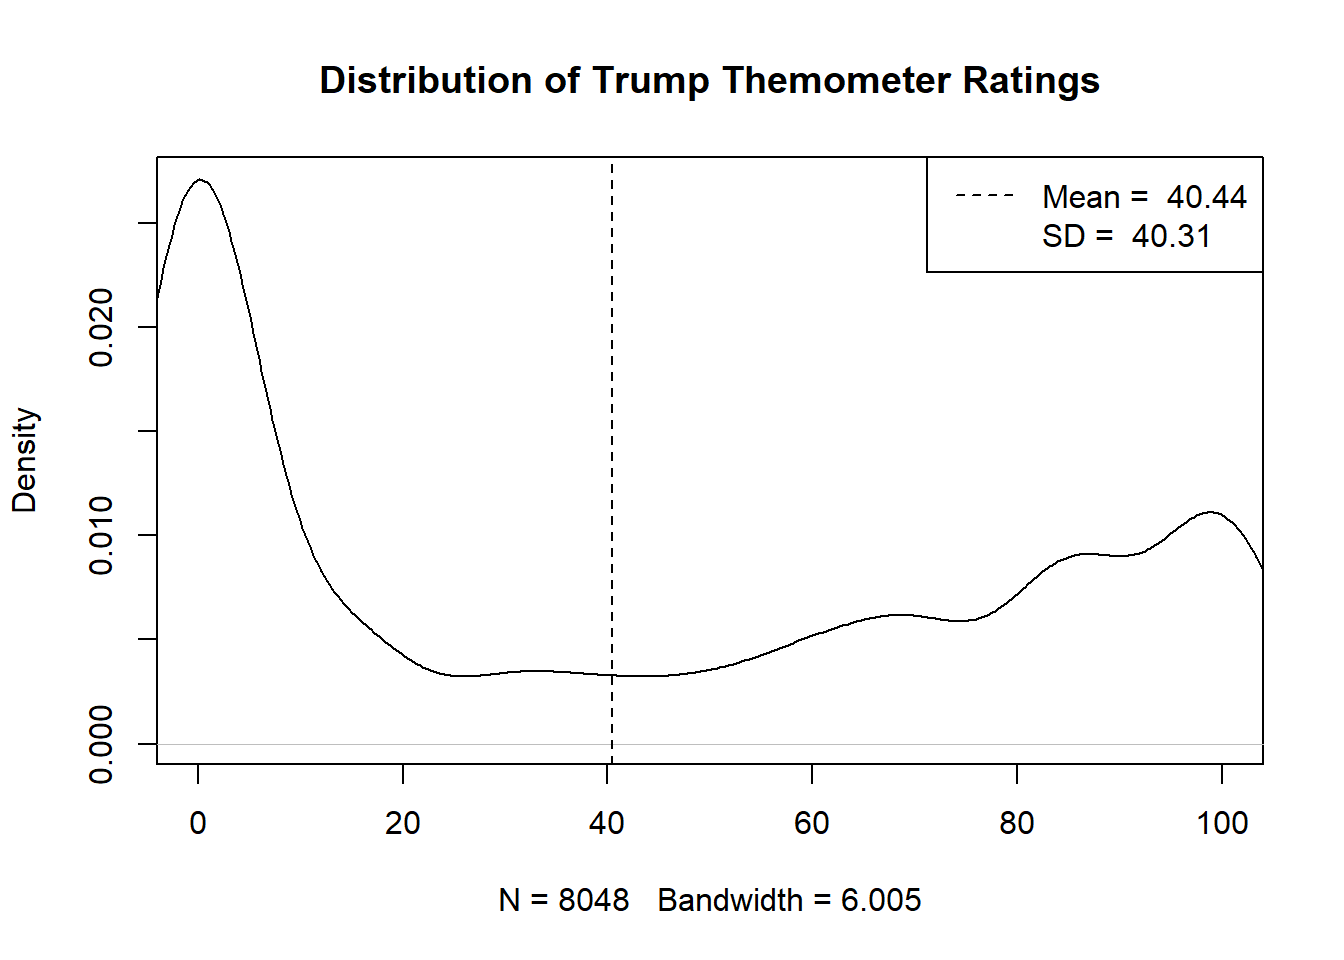 Distribution of Trump Themometer Ratings
Mean =  40.44
SD =  40.31
Density
0.020
0.010
0.000
0 20 40 60 80 100
N = 8048   Bandwidth = 6.005